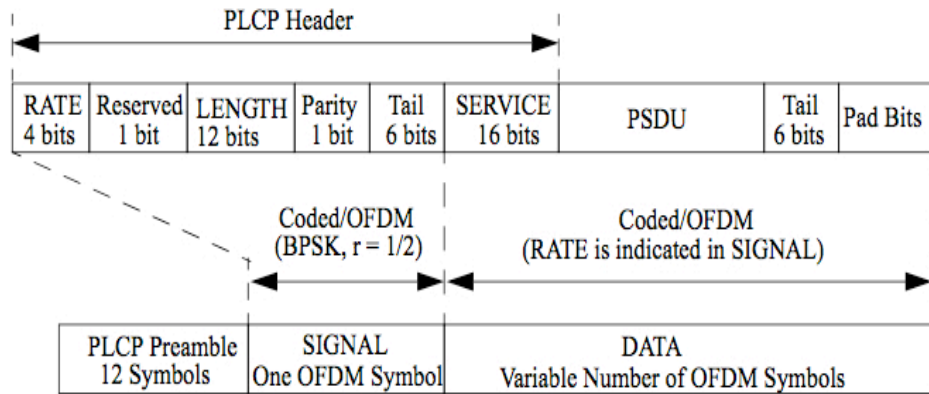 PLCP Header
RATE Reserved LENGTH Parity Tail SERVICE PSDU Tail Pad Bits
4 bits 1 bit 12 bits 1 bit 6 bits 16 bits 6 bits
Coded/OFDM Coded/OFDM
(BPSK, r = 1/2) (RATE is indicated in SIGNAL)
PLCP Preamble SIGNAL DATA
12 Symbols One OFDM Symbol Variable Number of OFDM Symbols